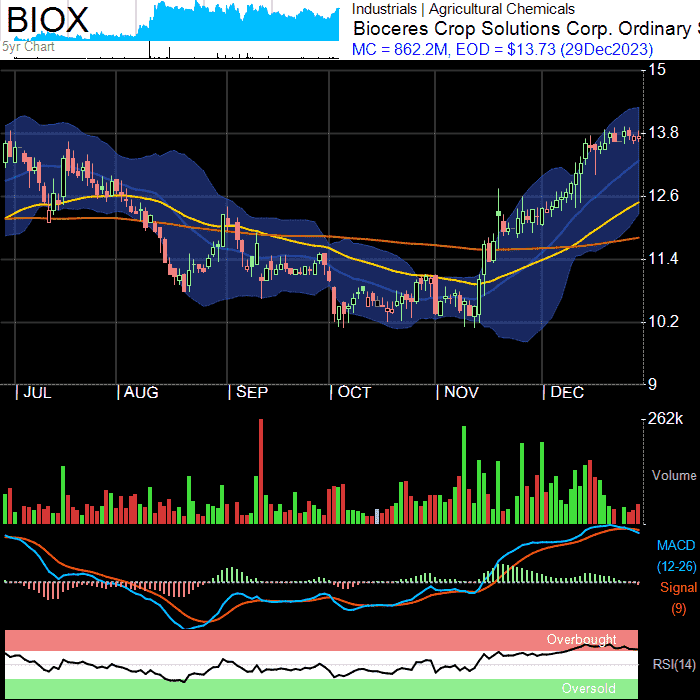 BIOX
5yr Chart
Industrials | Agricultural Chemicals
Bioceres Crop Solutions Corp. Ordinary S
MC = 862.2M, EOD = $13.73 (29Dec2023)
15
13.8
12.6
11.4
10.2
9
JUL AUG SEP OCT NOV DEC
262k
Volume
MACD
(12-26)
Signal
(9)
Overbought
RSI(14)
Oversold